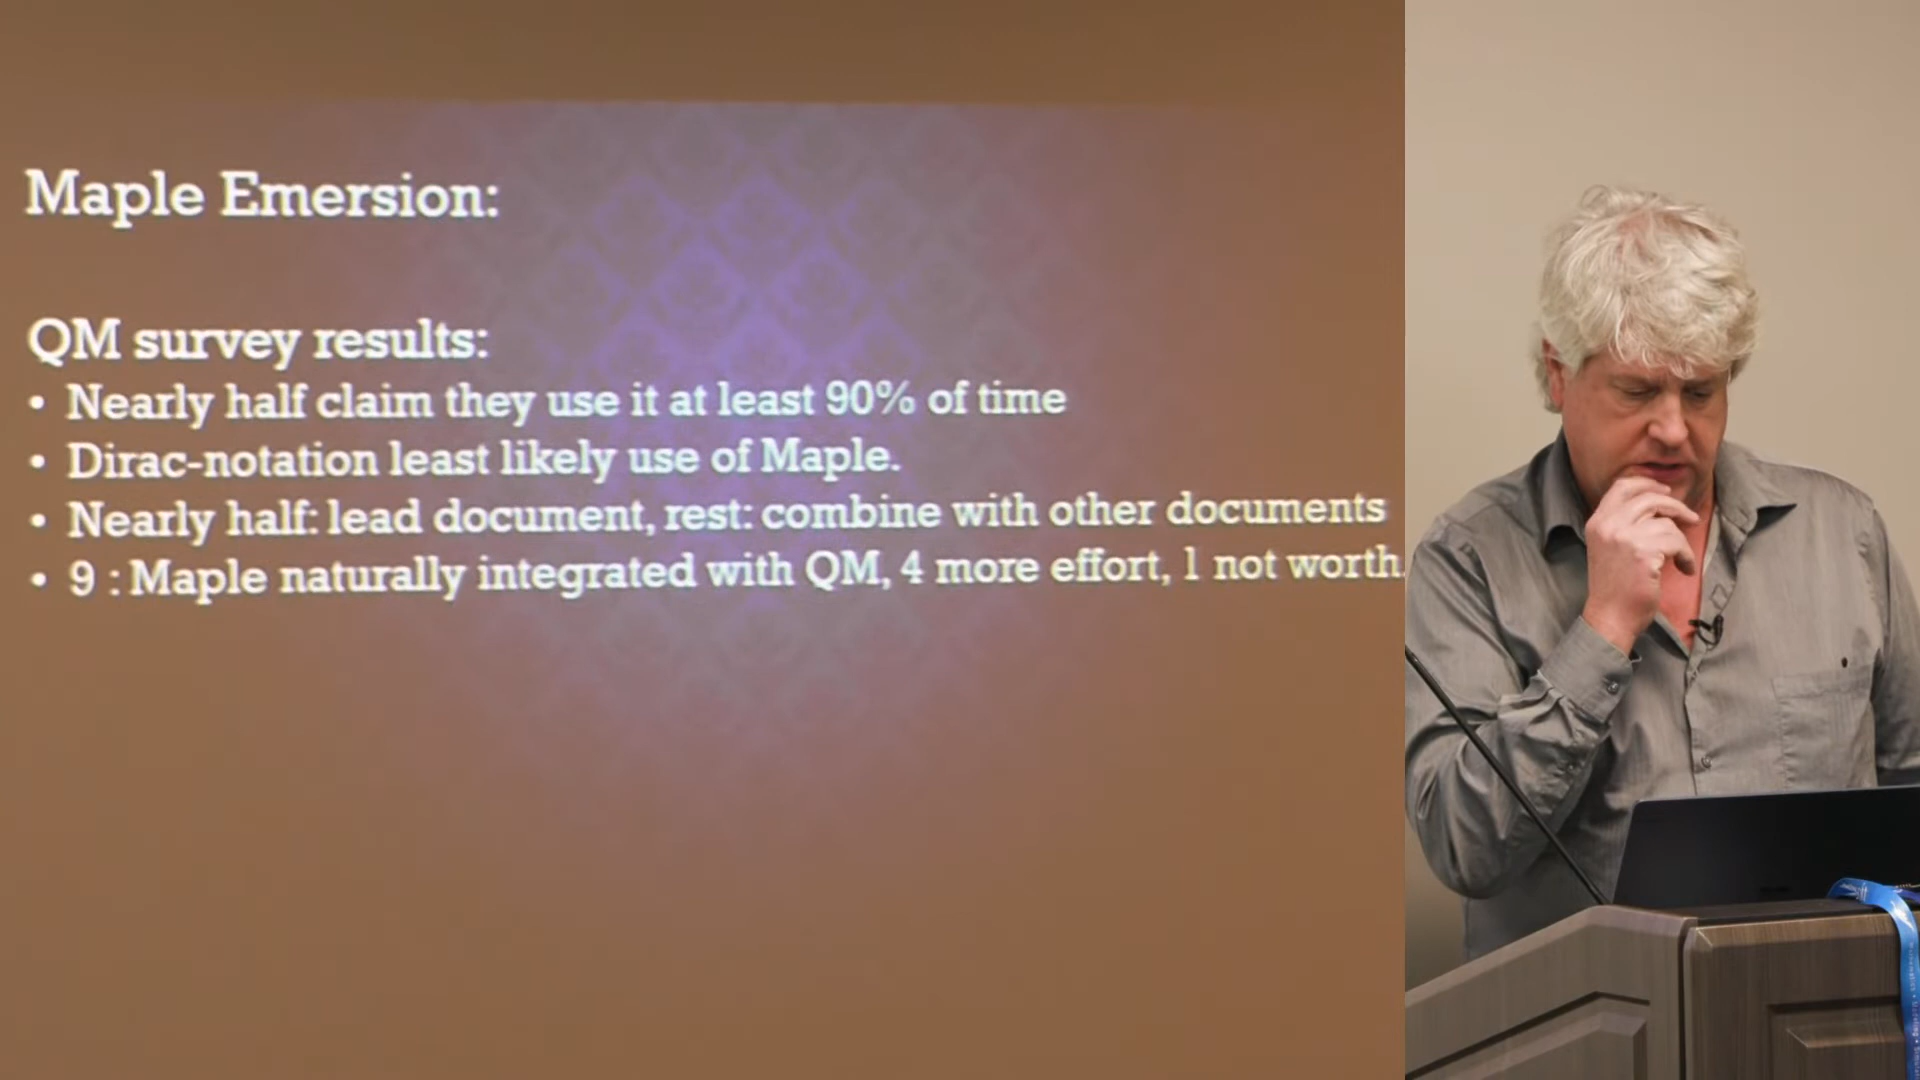 Maple Emersion:
QM survey results:
• Nearly half claim they use it at least 90% of time
• Dirac-notation least likely use of Maple.
• Nearly half: lead document, rest: combine with other documents
• 9 : Maple naturally integrated with QM, 4 more effort, 1 not worth.